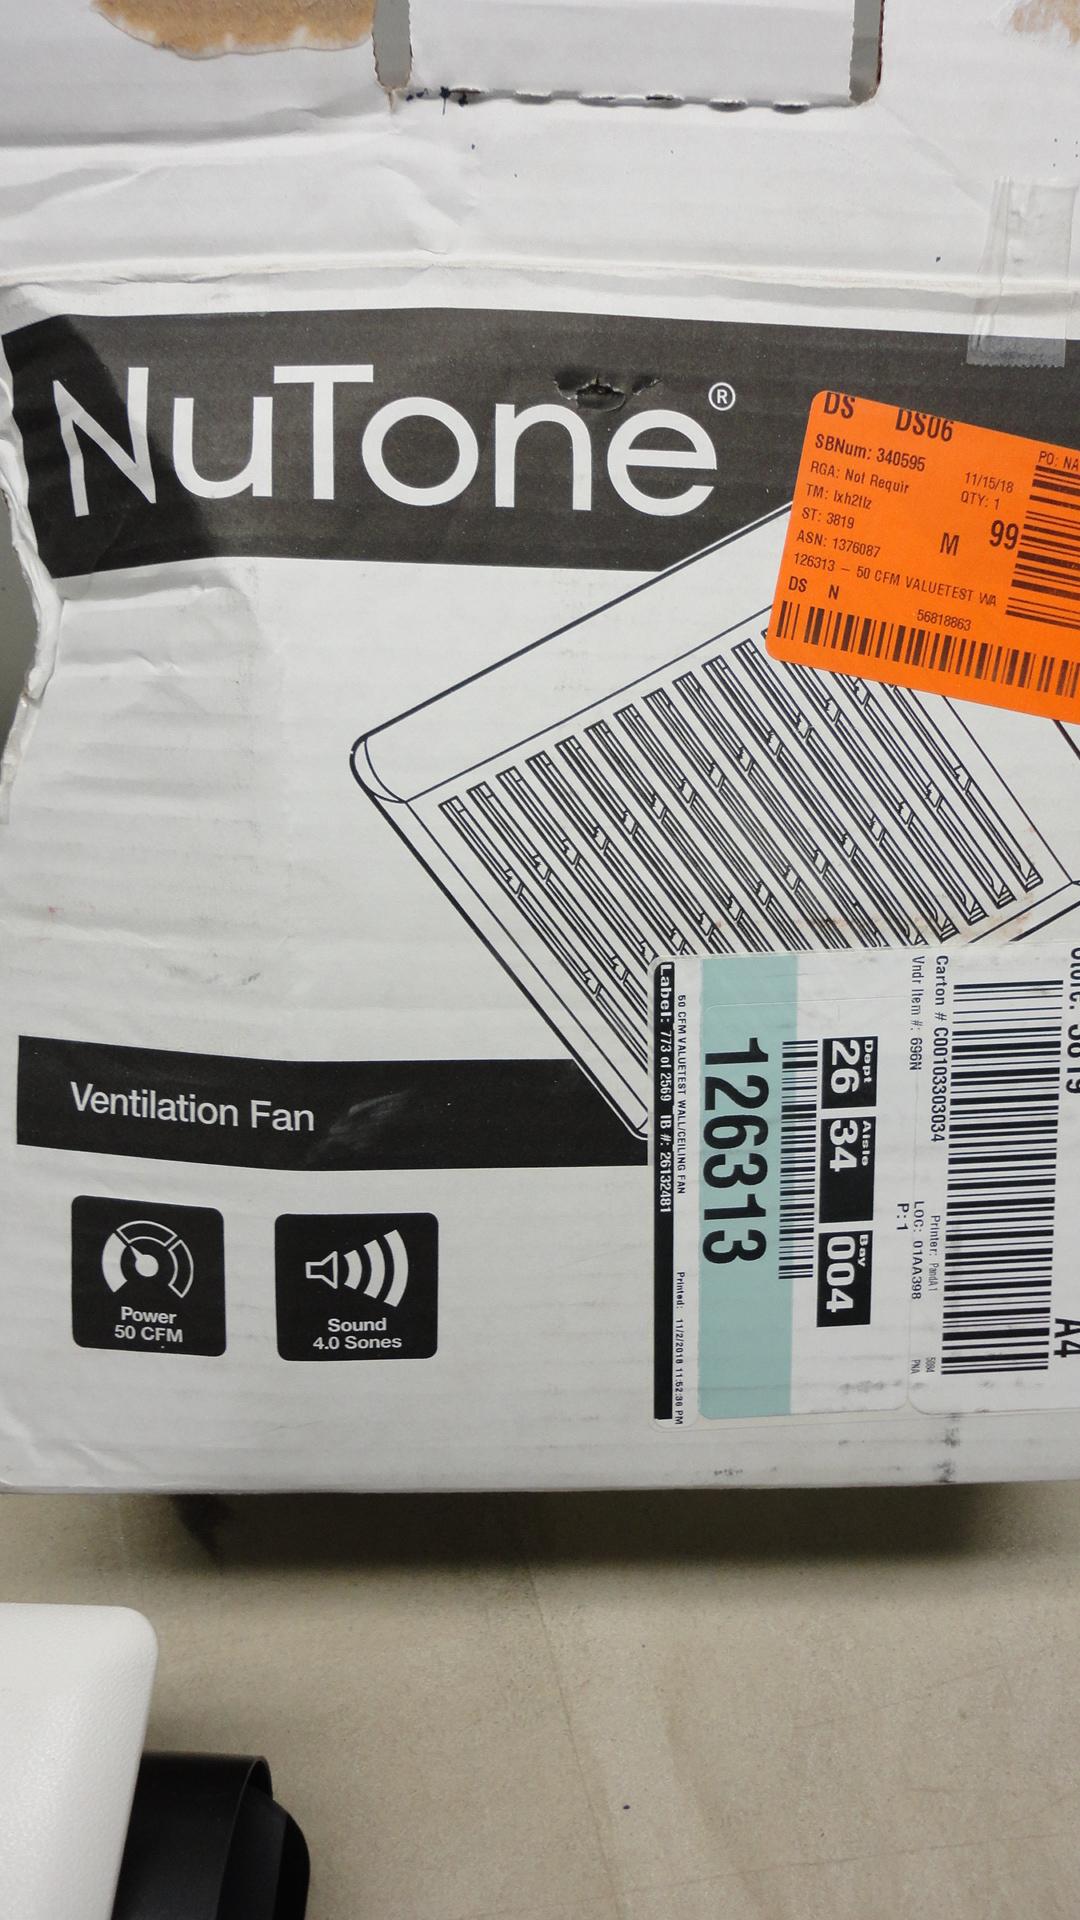 NuTone®
DS DS06
SBNum: 340595
RGA: Not Requir 11/15/18
TM: lxh2llz QTY: 1
ST: 3819 M 99
ASN: 1376087
126313 – 50 CFM VALUETEST WA
DS N 56818863
PO: NA
Ventilation Fan
Power
50 CFM
Sound
4.0 Sones
A4
Carton # C00103303034
Vndr Item #: 696N
Printer: PandA1
LOC: 01AA398
P: 1
Dept Aisle Bay
26 34 004
126313
50 CFM VALUETEST WALL/CEILING FAN
Label: 773 of 2569 IB #: 26132481
Printed: 11/2/2018 11:52:36 PM